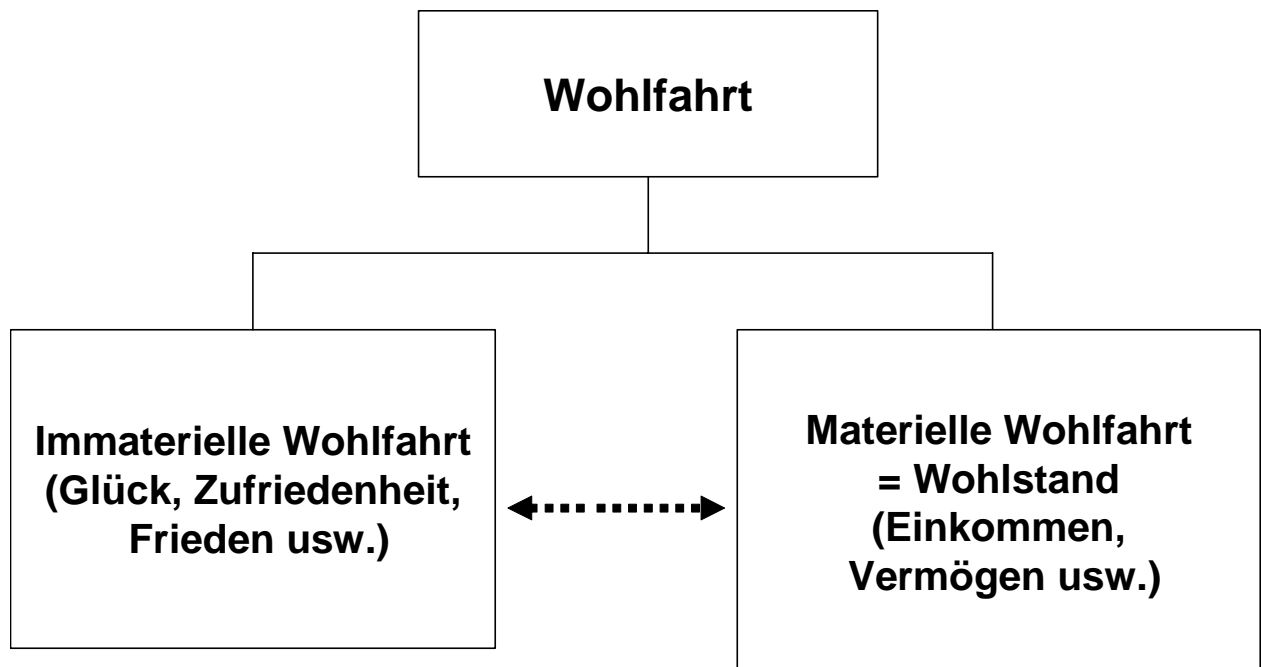 Wohlfahrt
Immaterielle Wohlfahrt
(Glück, Zufriedenheit,
Frieden usw.)
Materielle Wohlfahrt
= Wohlstand
(Einkommen,
Vermögen usw.)